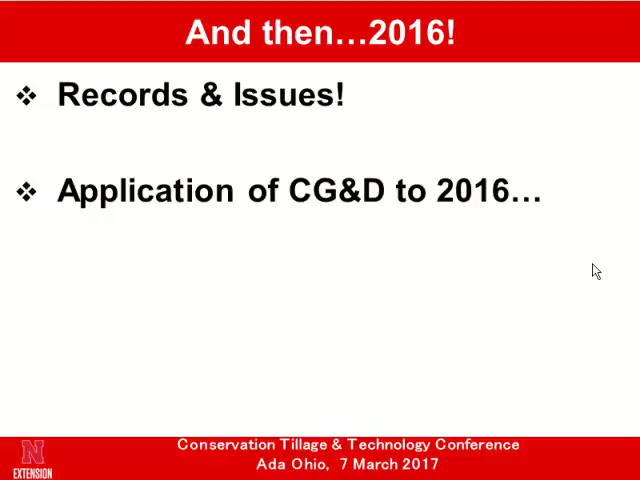 And then…2016!
Records & Issues!
Application of CG&D to 2016…
N
EXTENSION
Conservation Tillage & Technology Conference
Ada Ohio, 7 March 2017